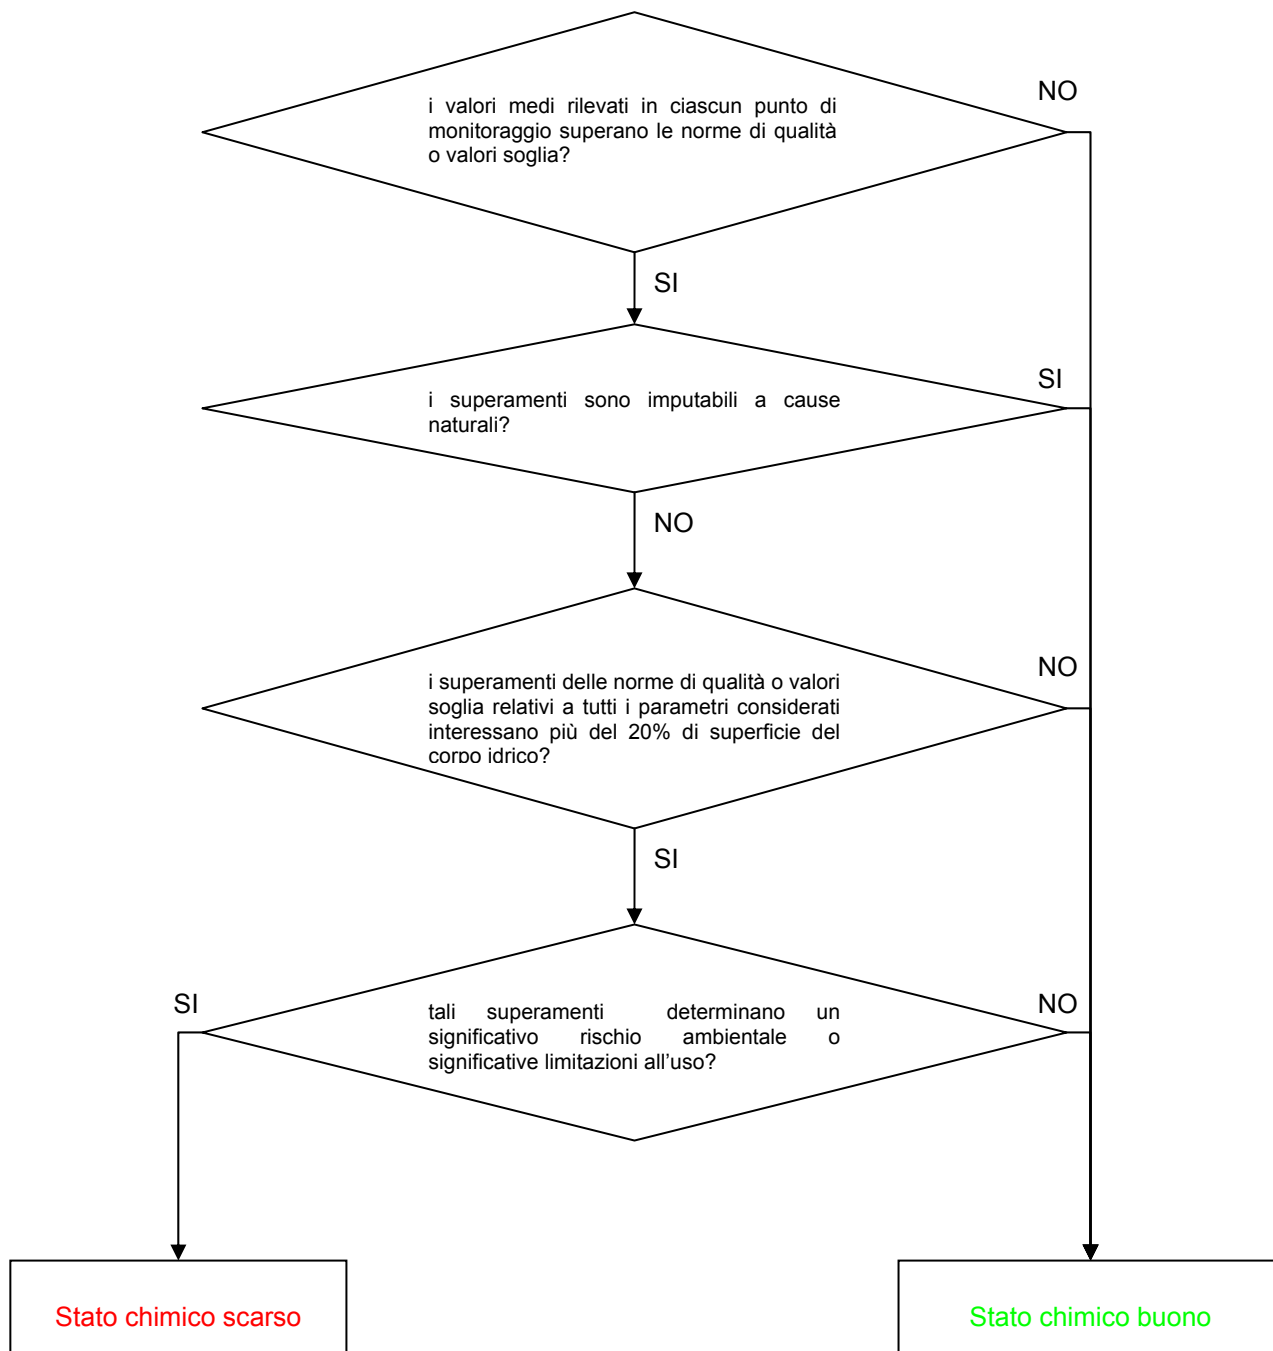 i valori medi rilevati in ciascun punto di
monitoraggio superano le norme di qualità
o valori soglia?
NO
SI
i superamenti sono imputabili a cause
naturali?
SI
NO
i superamenti delle norme di qualità o valori
soglia relativi a tutti i parametri considerati
interessano più del 20% di superficie del
corpo idrico?
NO
SI
tali superamenti determinano un
significativo rischio ambientale o
significative limitazioni all’uso?
SI
NO
Stato chimico scarso
Stato chimico buono